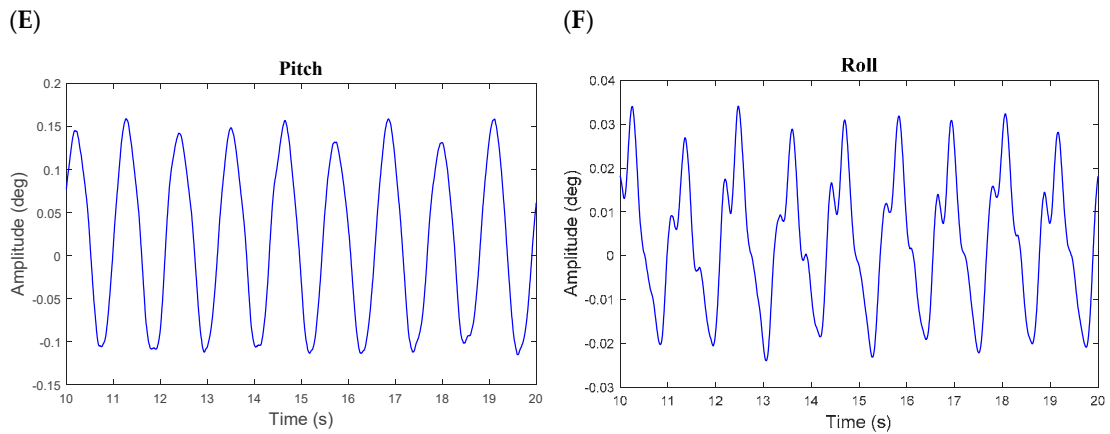 (E)
Pitch
0.2
0.15
0.1
0.05
0
-0.05
-0.1
-0.15
Amplitude (deg)
10 11 12 13 14 15 16 17 18 19 20
Time (s)
(F)
Roll
0.04
0.03
0.02
0.01
0
-0.01
-0.02
-0.03
Amplitude (deg)
10 11 12 13 14 15 16 17 18 19 20
Time (s)